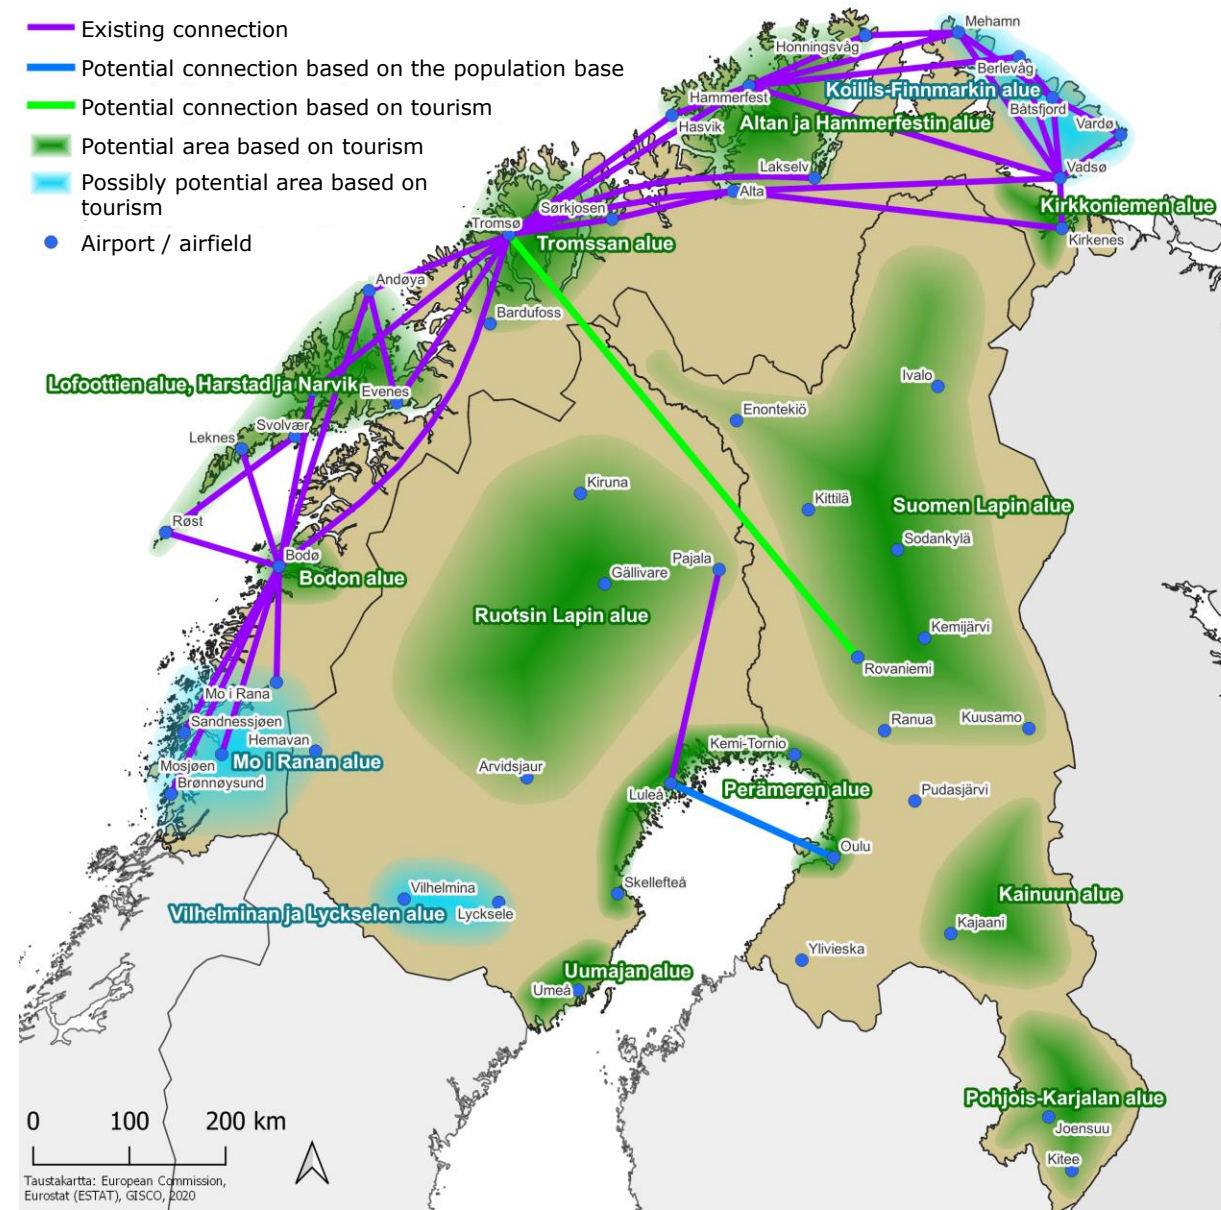 Existing connection
Potential connection based on the population base
Potential connection based on tourism
Potential area based on tourism
Possibly potential area based on
tourism
Airport / airfield
Mehamn
Honningsvåg
Berlevåg
Hammerfest
Koillis-Finnmarkin alue
Båtsfjord
Hasvik
Altan ja Hammerfestin alue
Vardø
Lakselv
Vadsø
Alta
Sørkjosen
Kirkkoniemen alue
Tromsø
Tromssan alue
Kirkenes
Andøya
Bardufoss
Lofoottien alue, Harstad ja Narvik
Evenes
Ivalo
Enontekiö
Svolvær
Leknes
Kiruna
Kittilä
Suomen Lapin alue
Røst
Sodankylä
Bodø
Bodon alue
Pajala
Gällivare
Ruotsin Lapin alue
Kemijärvi
Rovaniemi
Mo i Rana
Sandnessjøen
Ranua
Kuusamo
Hemavan
Kemi-Tornio
Mo i Ranan alue
Mosjøen
Arvidsjaur
Brønnøysund
Luleå
Perämeren alue
Pudasjärvi
Oulu
Vilhelmina
Skellefteå
Kainuun alue
Vilhelminan ja Lyckselen alue
Lycksele
Kajaani
Ylivieska
Uumajan alue
Umeå
Pohjois-Karjalan alue
Joensuu
Kitee
0 100 200 km
Taustakartta: European Commission,
Eurostat (ESTAT), GISCO, 2020